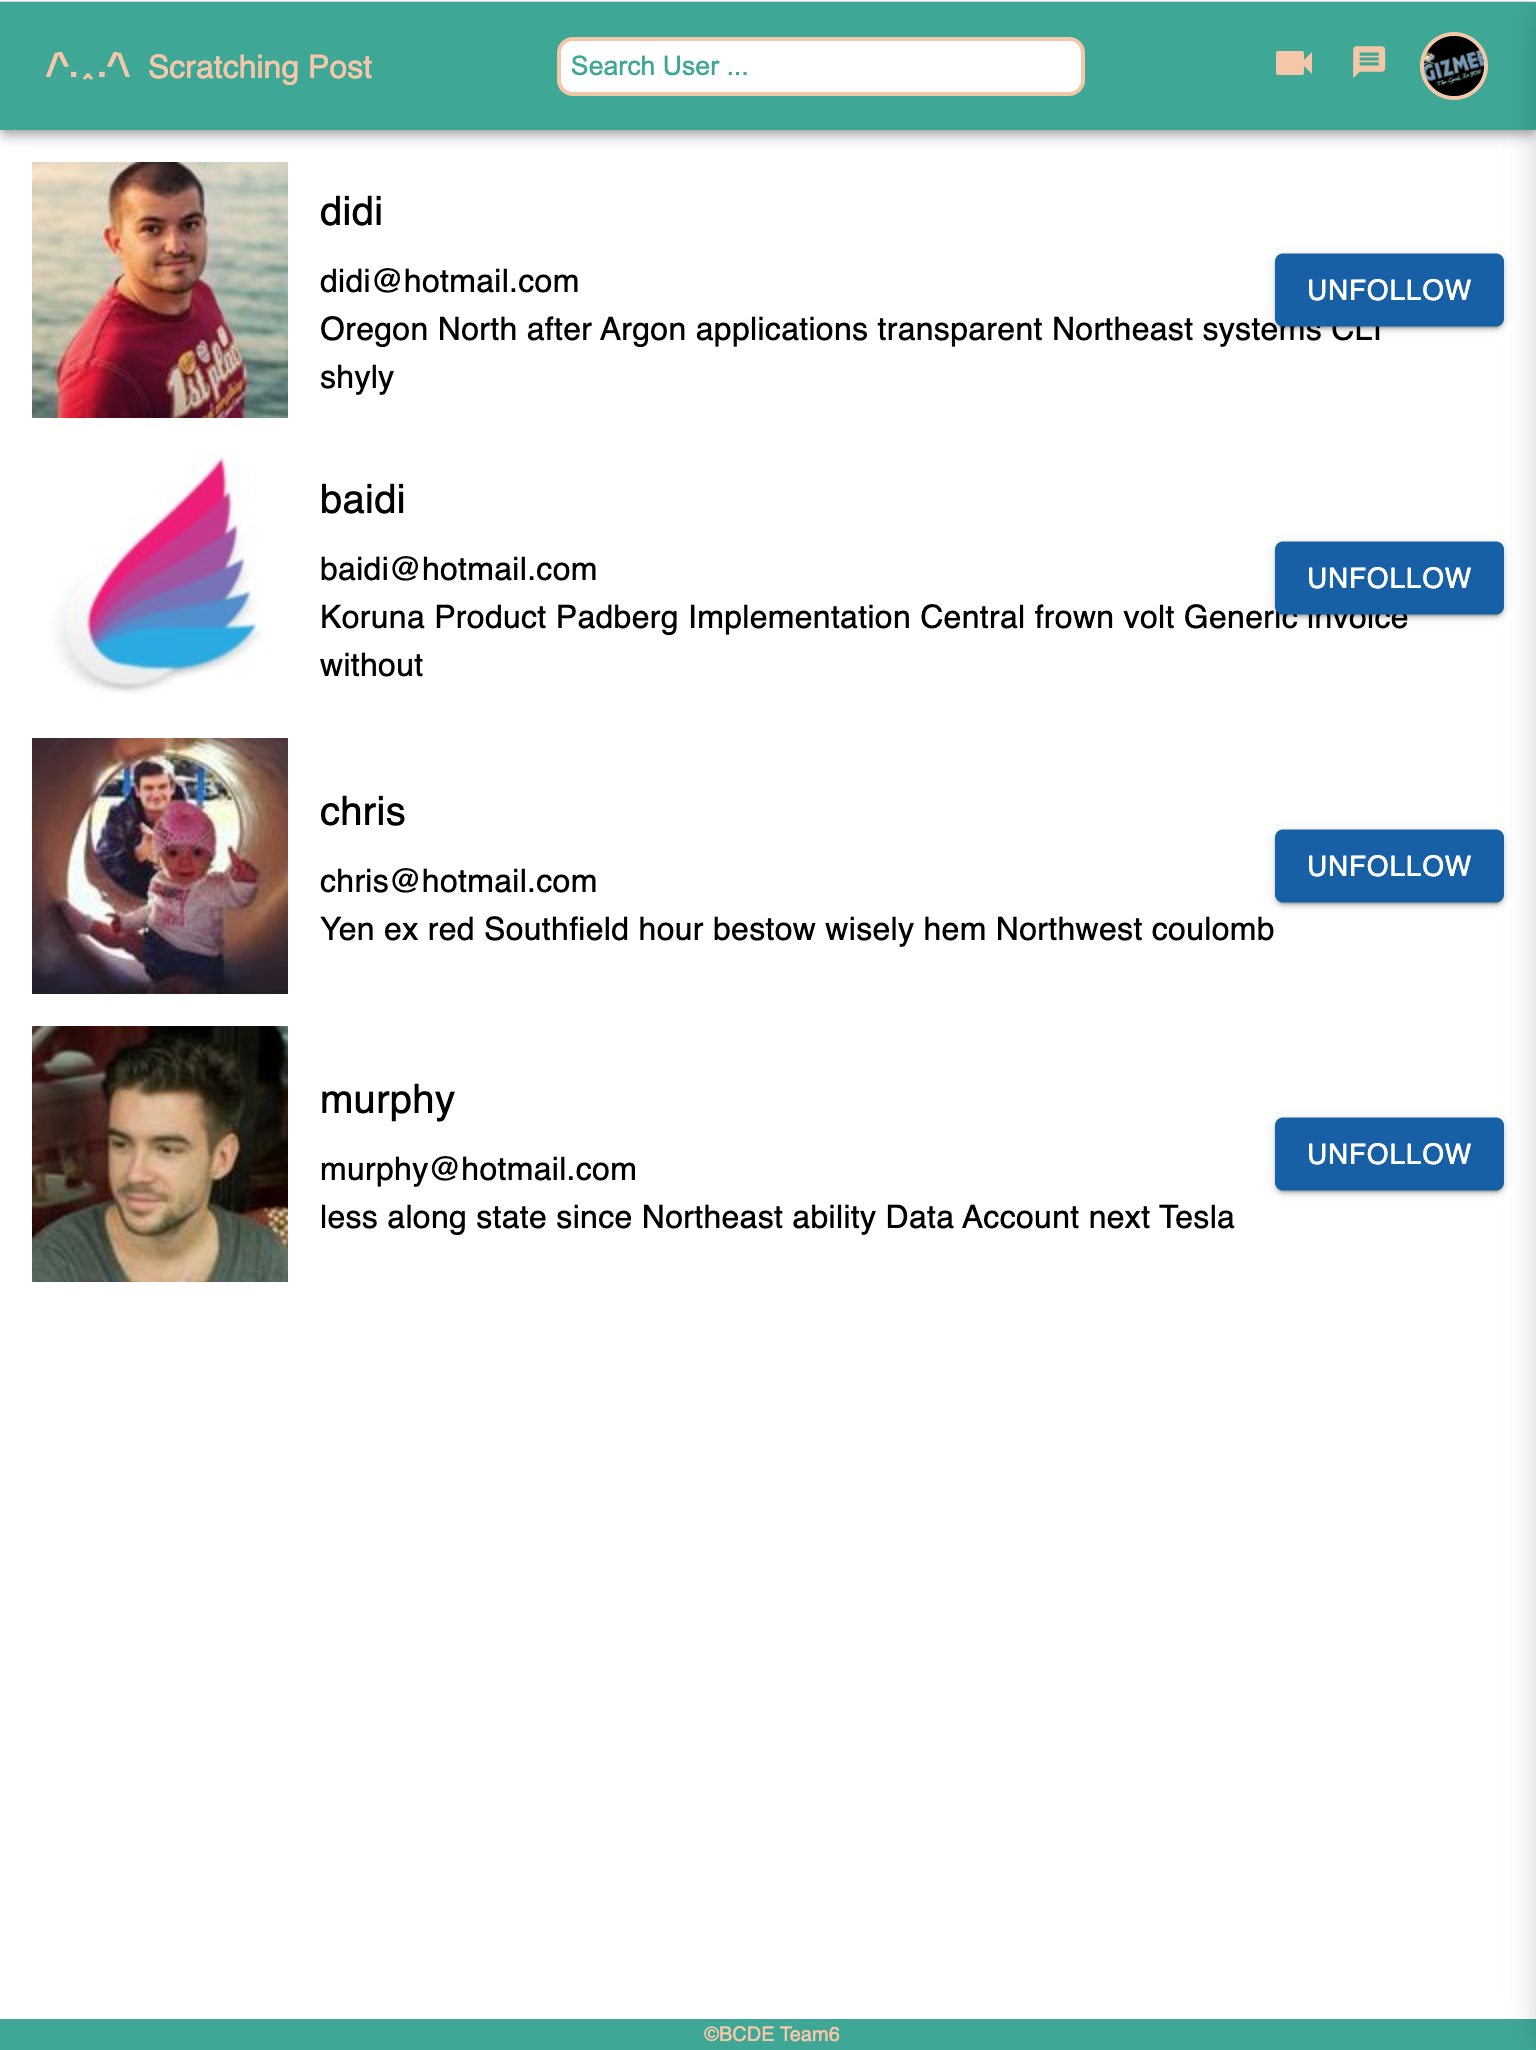 /^.‸.^\ Scratching Post
Search User ...
GIZMEE
didi
didi@hotmail.com
UNFOLLOW
Oregon North after Argon applications transparent Northeast systems CLI
shyly
1st place
baidi
baidi@hotmail.com
UNFOLLOW
Koruna Product Padberg Implementation Central frown volt Generic invoice
without
chris
chris@hotmail.com
UNFOLLOW
Yen ex red Southfield hour bestow wisely hem Northwest coulomb
murphy
murphy@hotmail.com
UNFOLLOW
less along state since Northeast ability Data Account next Tesla
©BCDE Team6